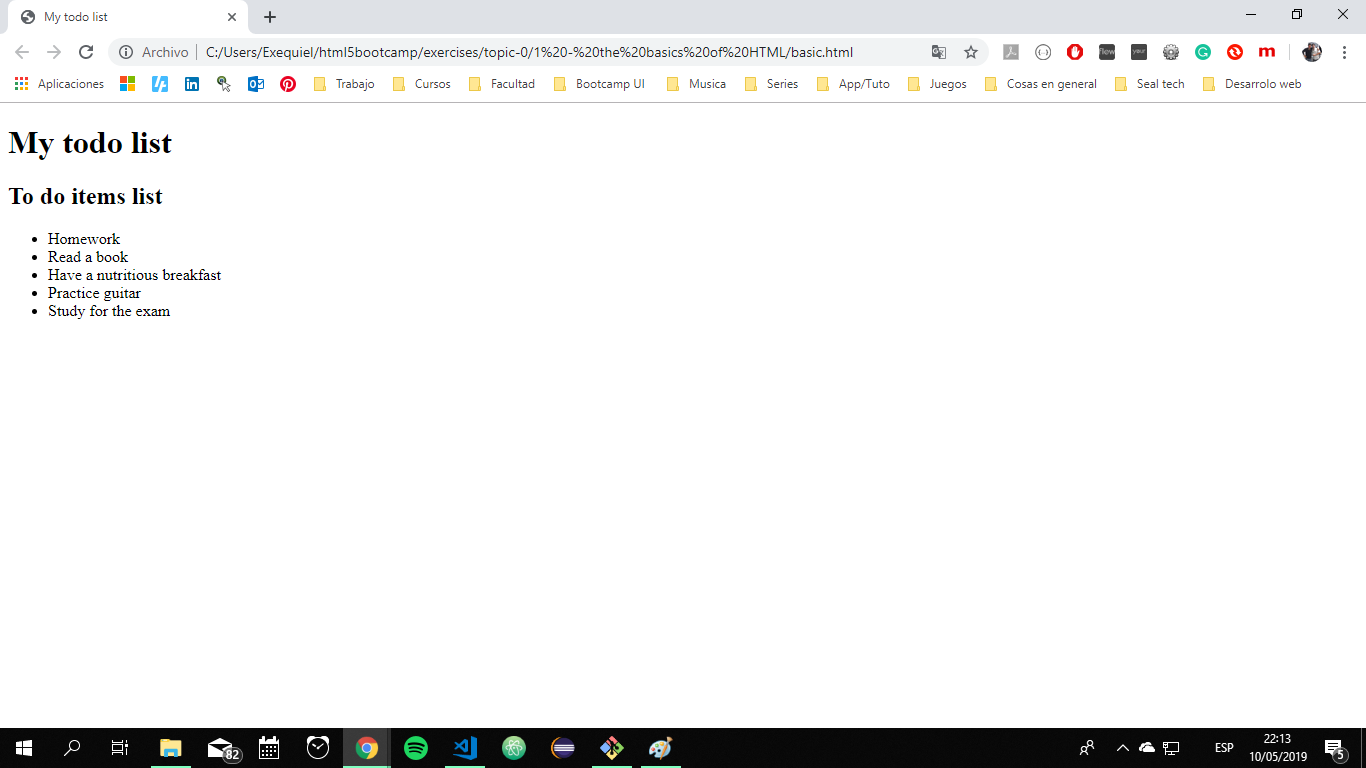 My todo list
Archivo C:/Users/Exequiel/html5bootcamp/exercises/topic-0/1%20-%20the%20basics%20of%20HTML/basic.html
Aplicaciones Trabajo Cursos Facultad Bootcamp UI Musica Series App/Tuto Juegos Cosas en general Seal tech Desarrolo web
My todo list
To do items list
Homework
Read a book
Have a nutritious breakfast
Practice guitar
Study for the exam
82
ESP
22:13
10/05/2019
5